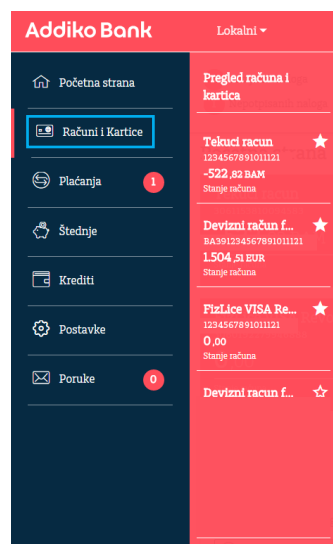 Addiko Bank
Lokalni
Početna strana
Računi i Kartice
Plaćanja 1
Štednje
Krediti
Postavke
Poruke 0
Pregled računa i
kartica
Tekuci racun
1234567891011121
-522,82 BAM
Stanje računa
Devizni račun f...
BA391234567891011121
1.504,51 EUR
Stanje računa
FizLice VISA Re...
1234567891011121
0,00
Stanje računa
Devizni racun f...